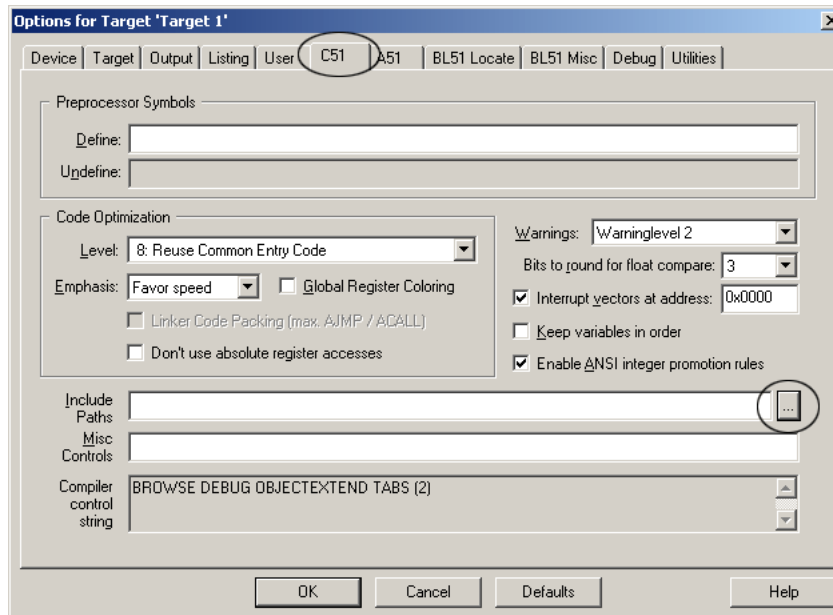 Options for Target 'Target 1'
Device Target Output Listing User C51 A51 BL51 Locate BL51 Misc Debug Utilities
Preprocessor Symbols
Define:
Undefine:
Code Optimization
Level: 8: Reuse Common Entry Code
Emphasis: Favor speed Global Register Coloring
Linker Code Packing (max. AJMP / ACALL)
Don't use absolute register accesses
Warnings: Warninglevel 2
Bits to round for float compare: 3
Interrupt vectors at address: 0x0000
Keep variables in order
Enable ANSI integer promotion rules
Include
Paths
...
Misc
Controls
Compiler
control
string
BROWSE DEBUG OBJECTEXTEND TABS (2)
OK Cancel Defaults Help